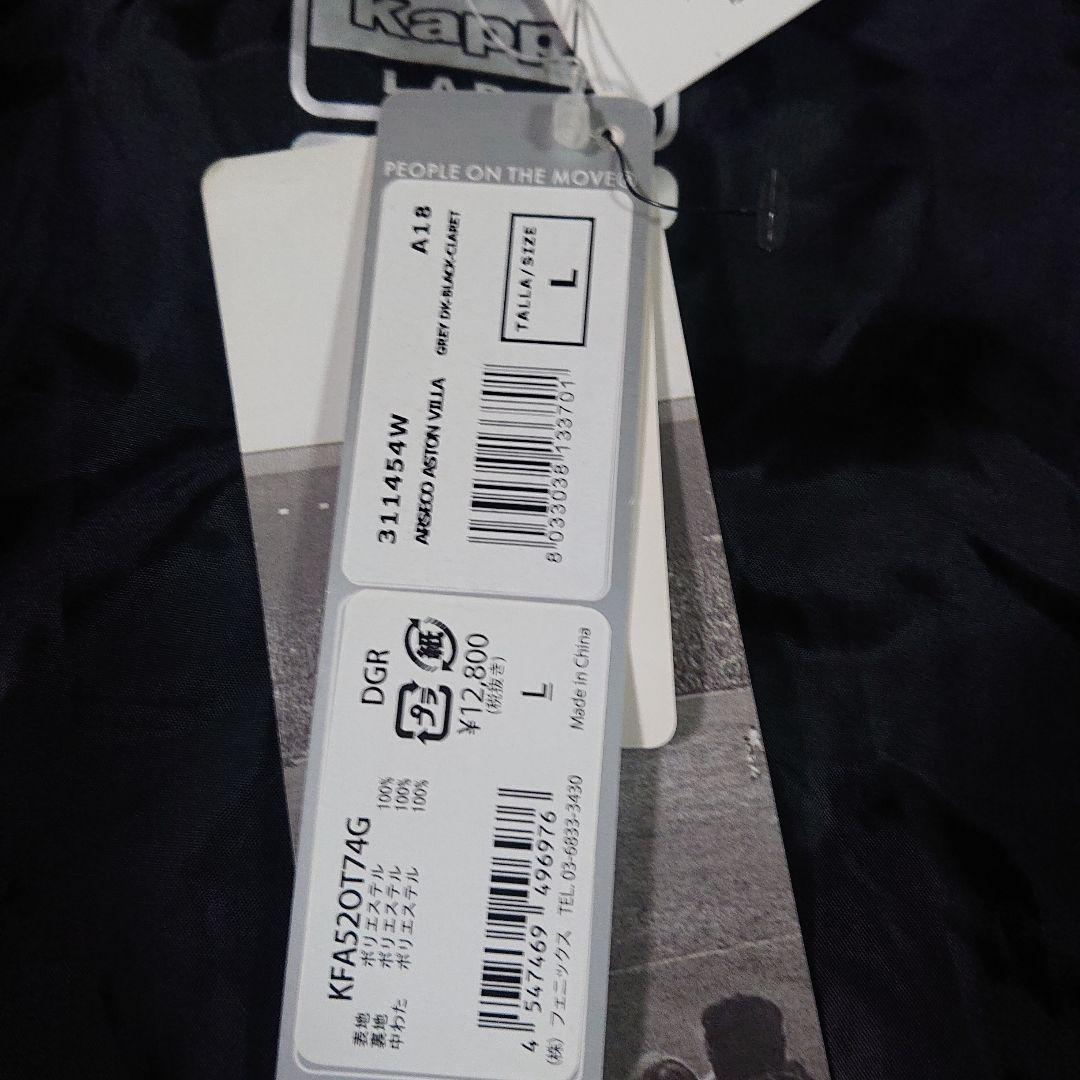 Kapp
PEOPLE ON THE MOVE
311454W
A18
ARSECO ASTON VILLA
GREY DK-BLACK-CLARET
TALLA/SIZE
L
8 033038 133701
KFA52OT74G
DGR
表地 ポリエステル 100%
裏地 ポリエステル 100%
中わた ポリエステル 100%
プラ
紙
¥12,800
(税抜き)
L
4 547469 496976
Made in China
(株) フェニックス TEL. 03-6833-3430